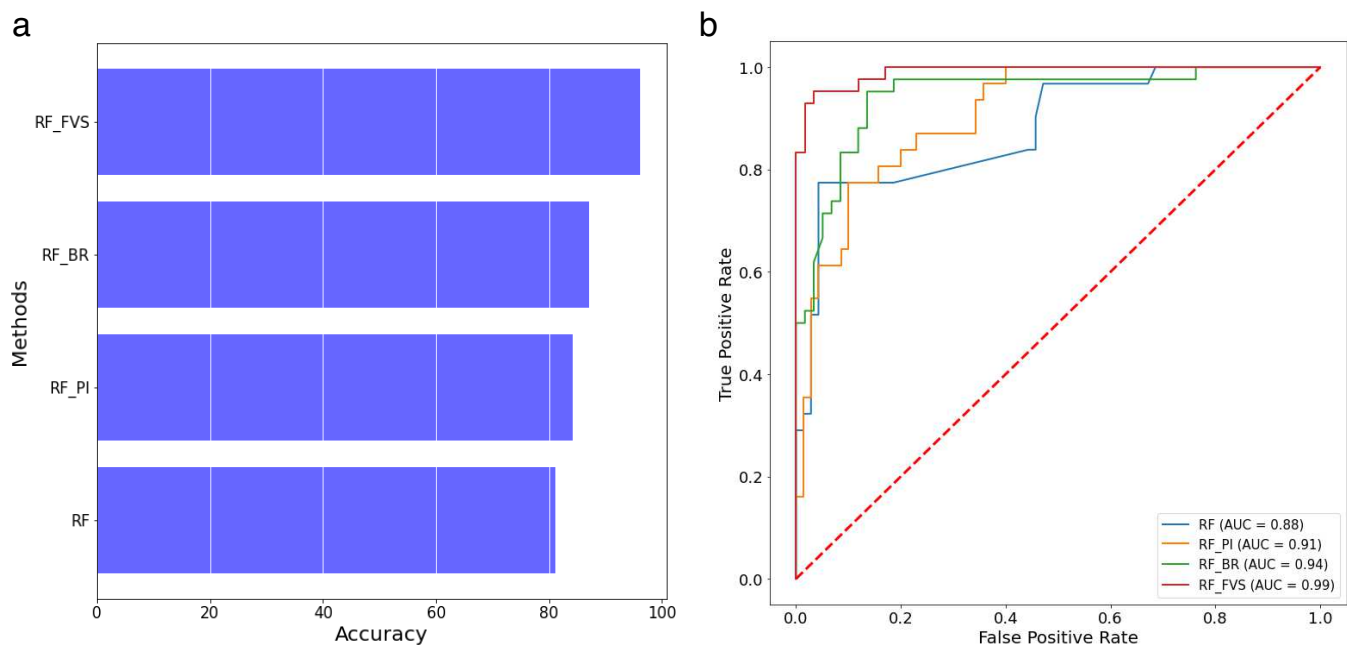 a
RF_FVS
RF_BR
RF_PI
RF
Methods
0 20 40 60 80 100
Accuracy
b
1.0
0.8
0.6
0.4
0.2
0.0
True Positive Rate
RF (AUC = 0.88)
RF_PI (AUC = 0.91)
RF_BR (AUC = 0.94)
RF_FVS (AUC = 0.99)
0.0 0.2 0.4 0.6 0.8 1.0
False Positive Rate